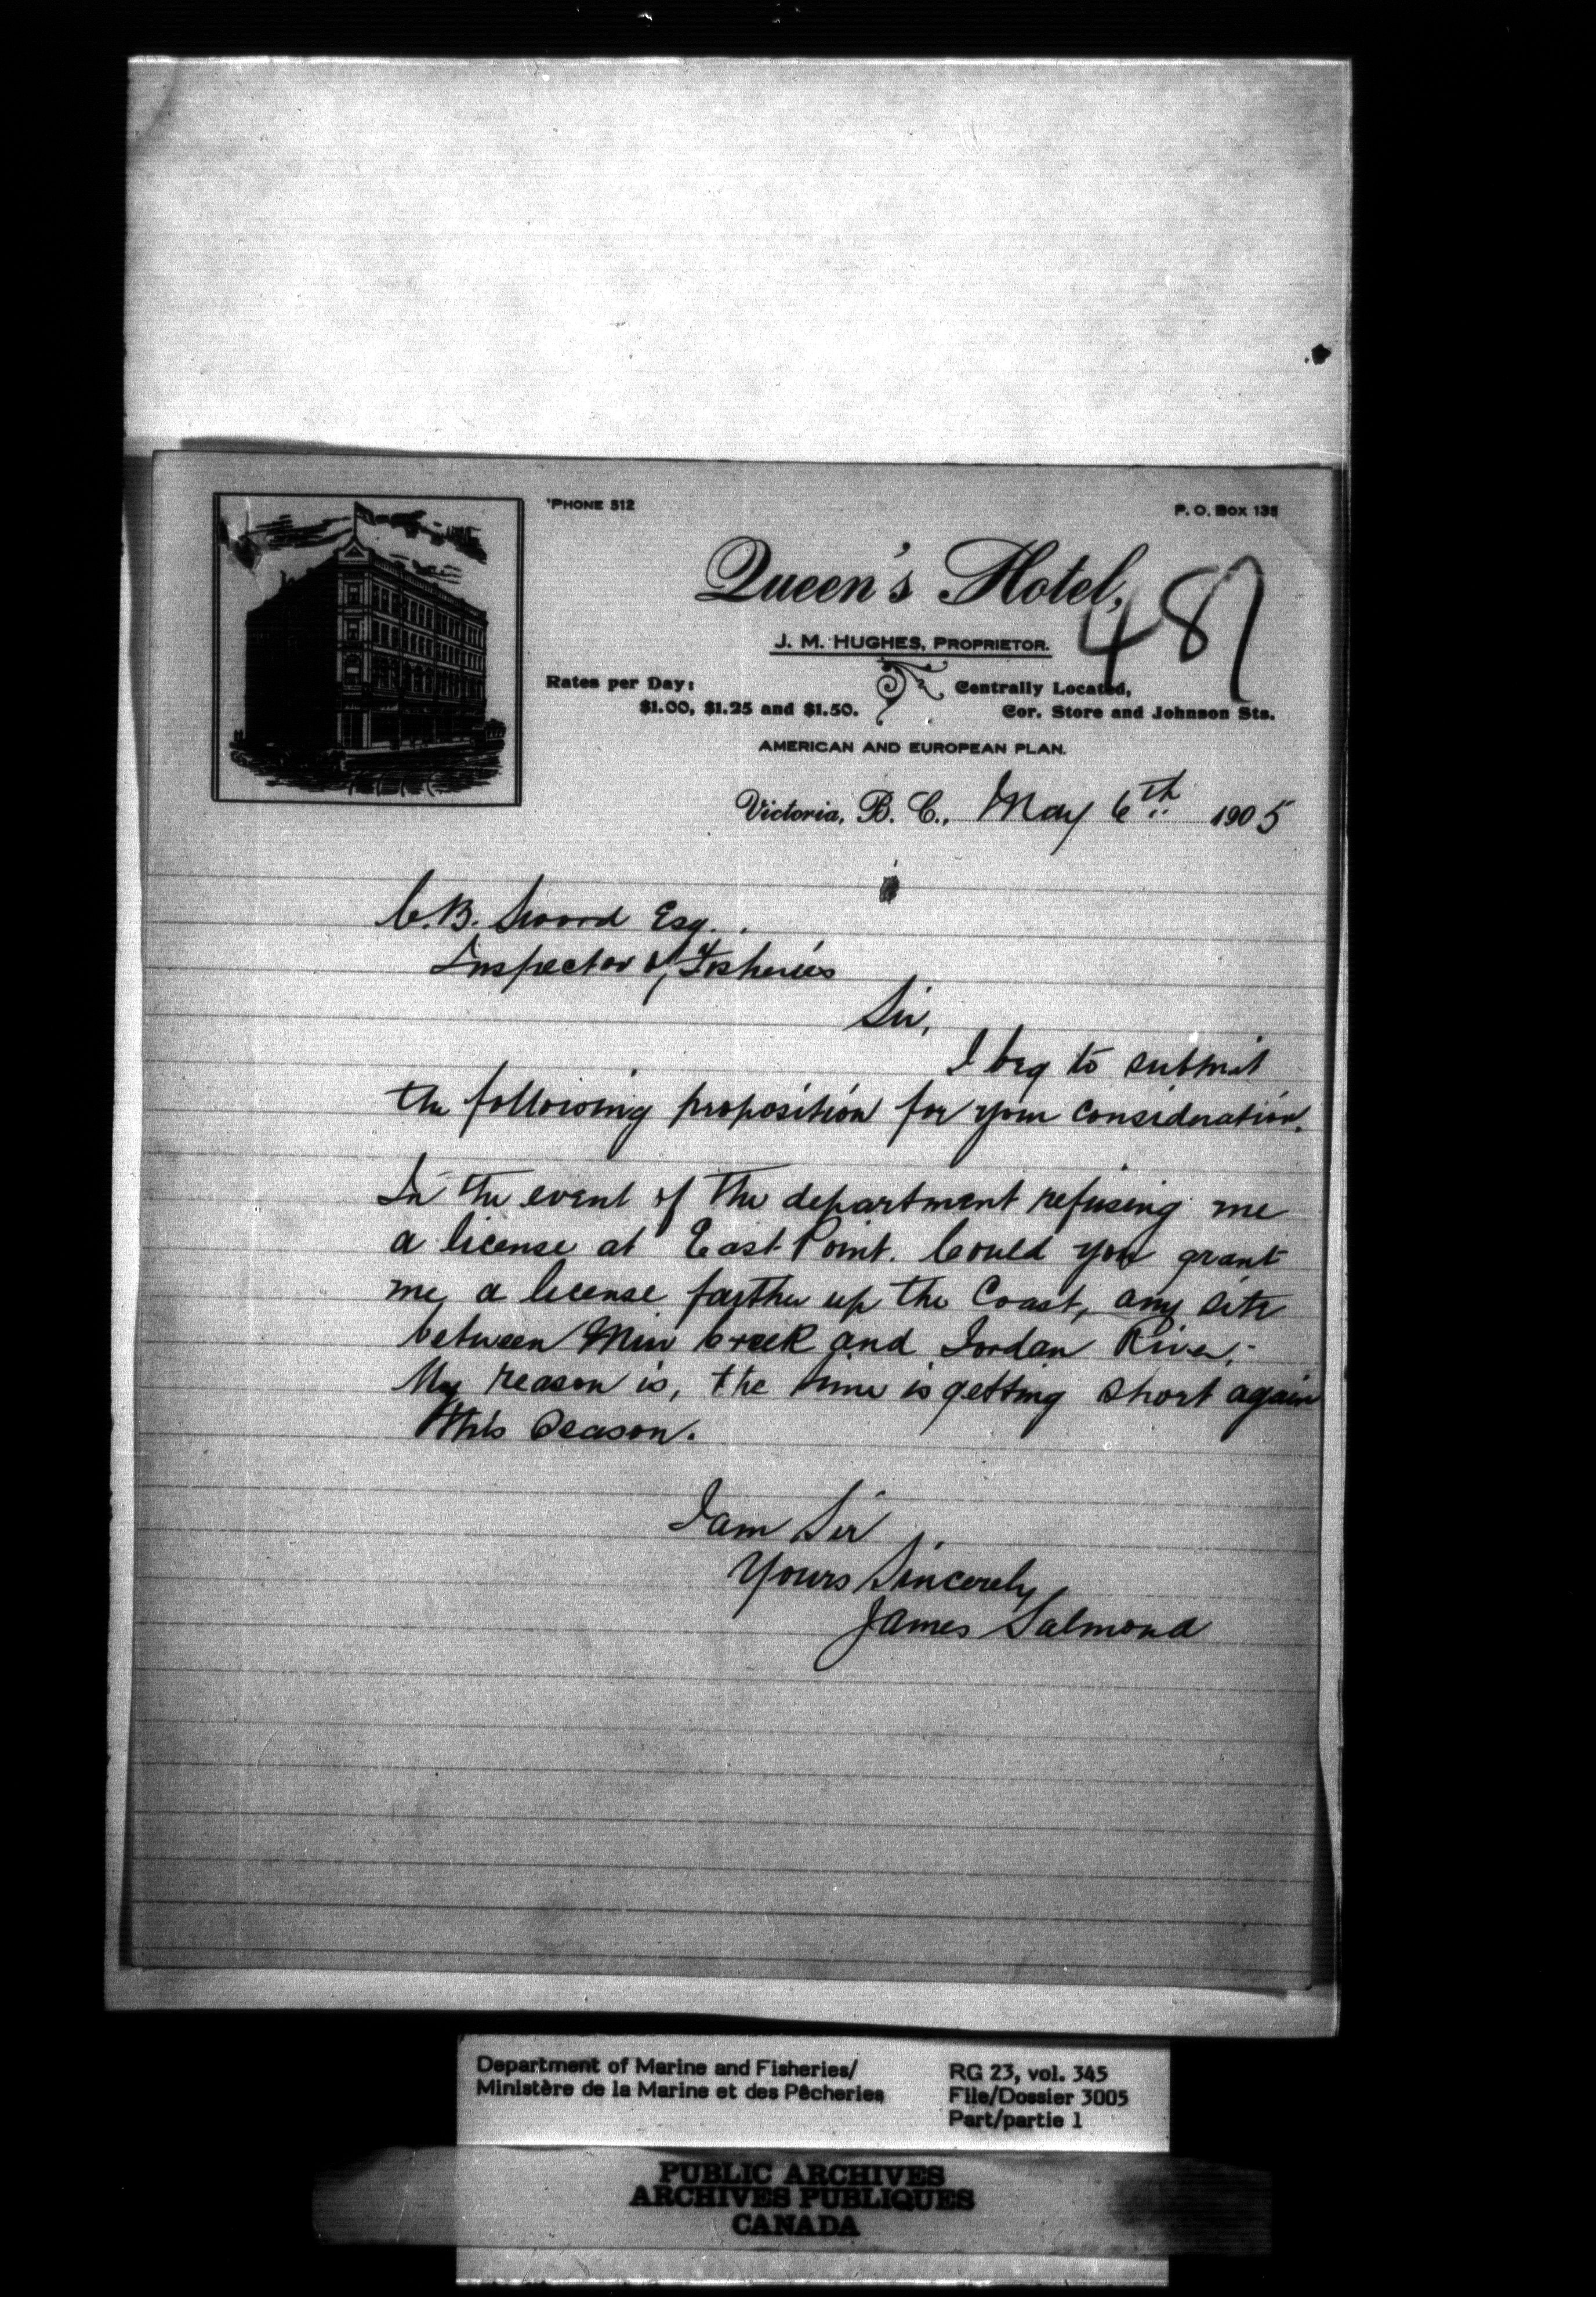 'PHONE 512
P. O. BOX 135
Queen's Hotel,
487
J. M. HUGHES, PROPRIETOR.
Rates per Day:
$1.00, $1.25 and $1.50.
Centrally Located,
Cor. Store and Johnson Sts.
AMERICAN AND EUROPEAN PLAN.
Victoria, B. C., May 6th 1905
C.B. Sword Esq.
Inspector of Fisheries
Sir,
I beg to submit
the following proposition for your consideration.
In the event of the department refusing me
a license at East Point. Could you grant
me a license farther up the Coast, any site
between Creek and Jordan River,-
My reason is, the time is getting short again
this Season.
I am Sir
Yours Sincerely
James Salmond
Department of Marine and Fisheries/
Ministère de la Marine et des Pêcheries
RG 23, vol. 345
File/Dossier 3005
Part/partie 1
PUBLIC ARCHIVES
ARCHIVES PUBLIQUES
CANADA